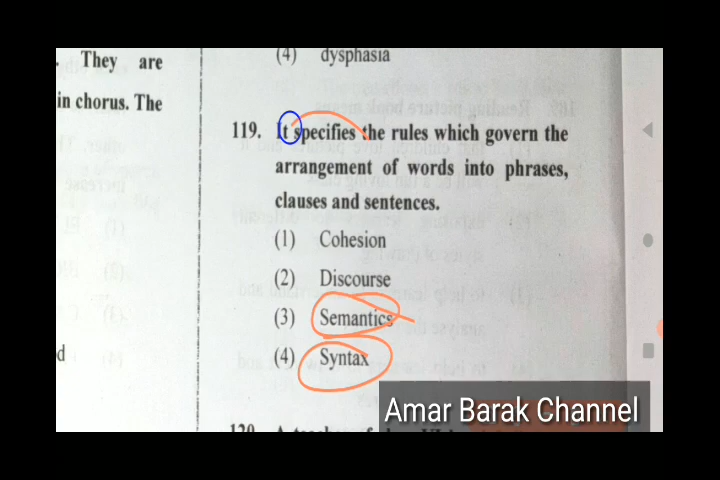 . They are
in chorus. The
d
(4) dysphasia
119. It specifies the rules which govern the
arrangement of words into phrases,
clauses and sentences.
(1) Cohesion
(2) Discourse
(3) Semantics
(4) Syntax
Amar Barak Channel